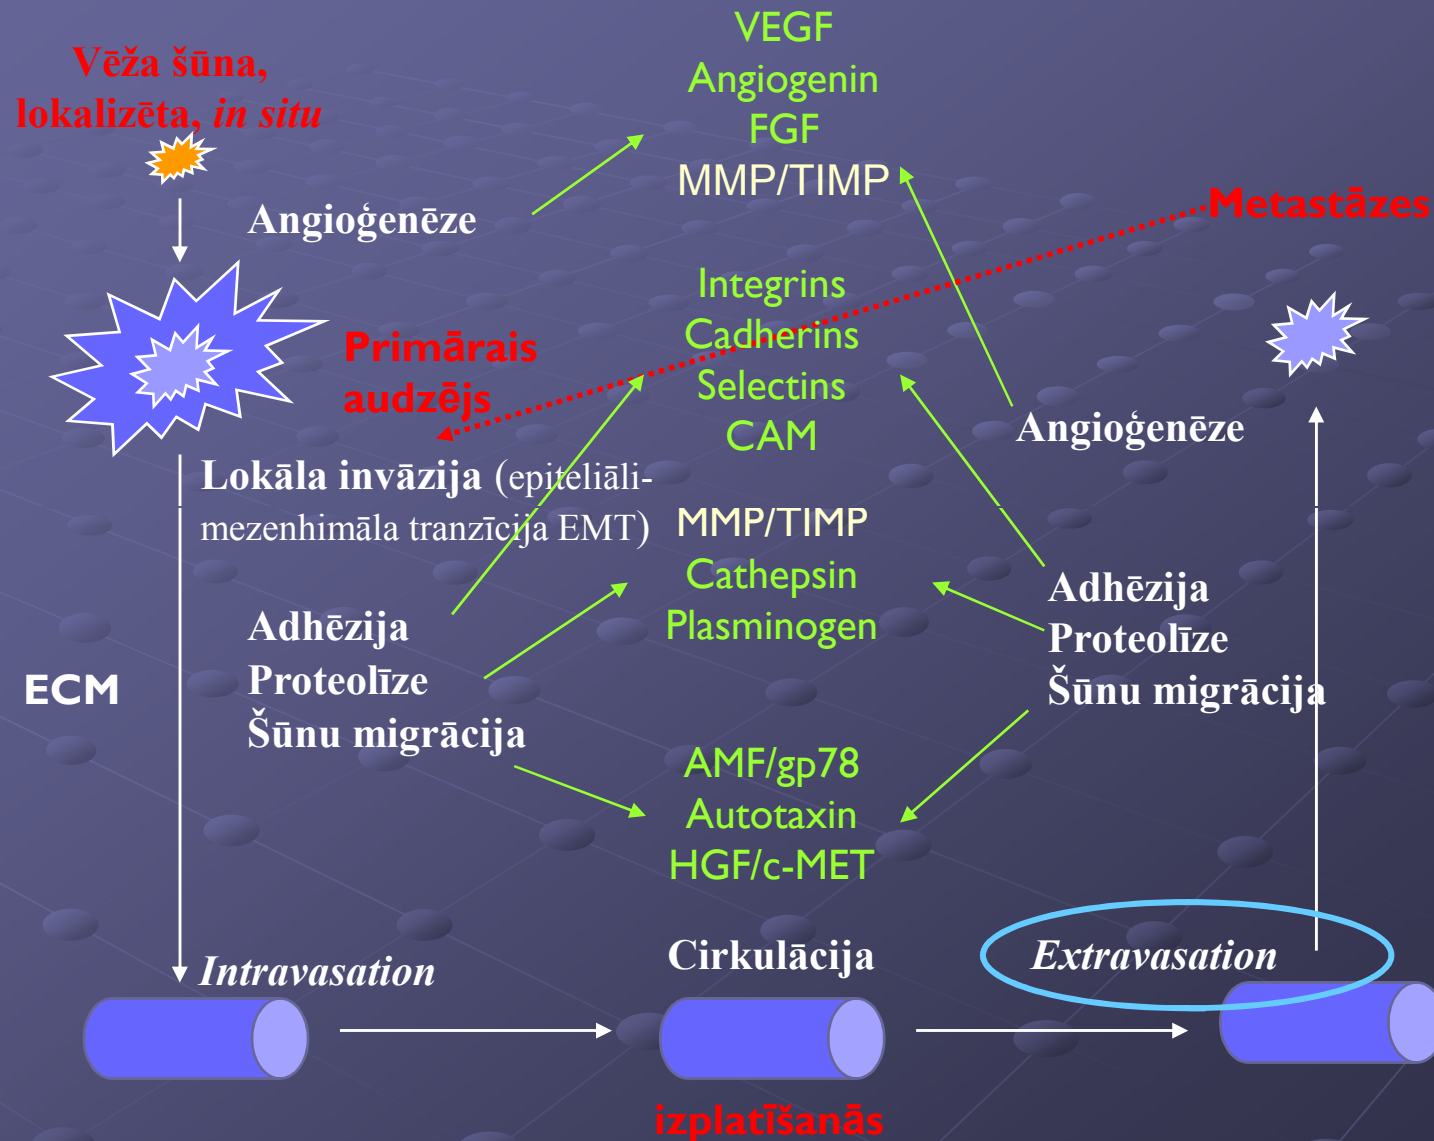 Vēža šūna,
lokalizēta, in situ
Angioģenēze
Primārais
audzējs
Lokāla invāzija (epiteliāli-
mezenhimāla tranzīcija EMT)
Adhēzija
Proteolīze
Šūnu migrācija
ECM
Intravasation
VEGF
Angiogenin
FGF
MMP/TIMP
Integrins
Cadherins
Selectins
CAM
MMP/TIMP
Cathepsin
Plasminogen
AMF/gp78
Autotaxin
HGF/c-MET
Cirkulācija
izplatīšanās
Metastāzes
Angioģenēze
Adhēzija
Proteolīze
Šūnu migrācija
Extravasation